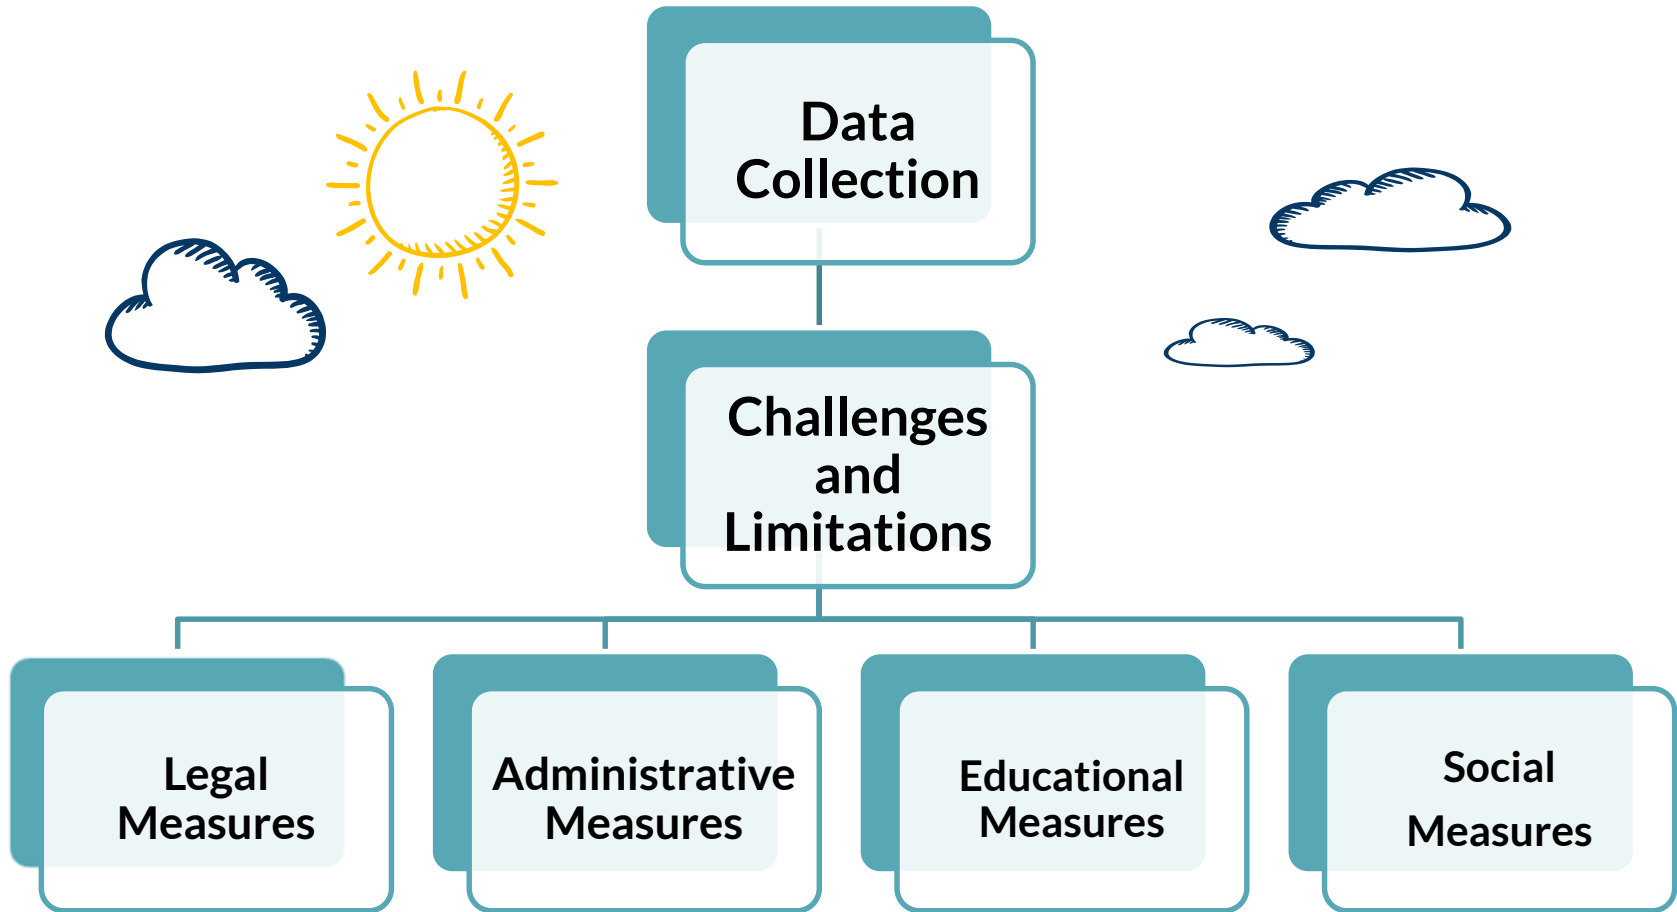 Data
Collection
Challenges
and
Limitations
Legal
Measures
Administrative
Measures
Educational
Measures
Social
Measures